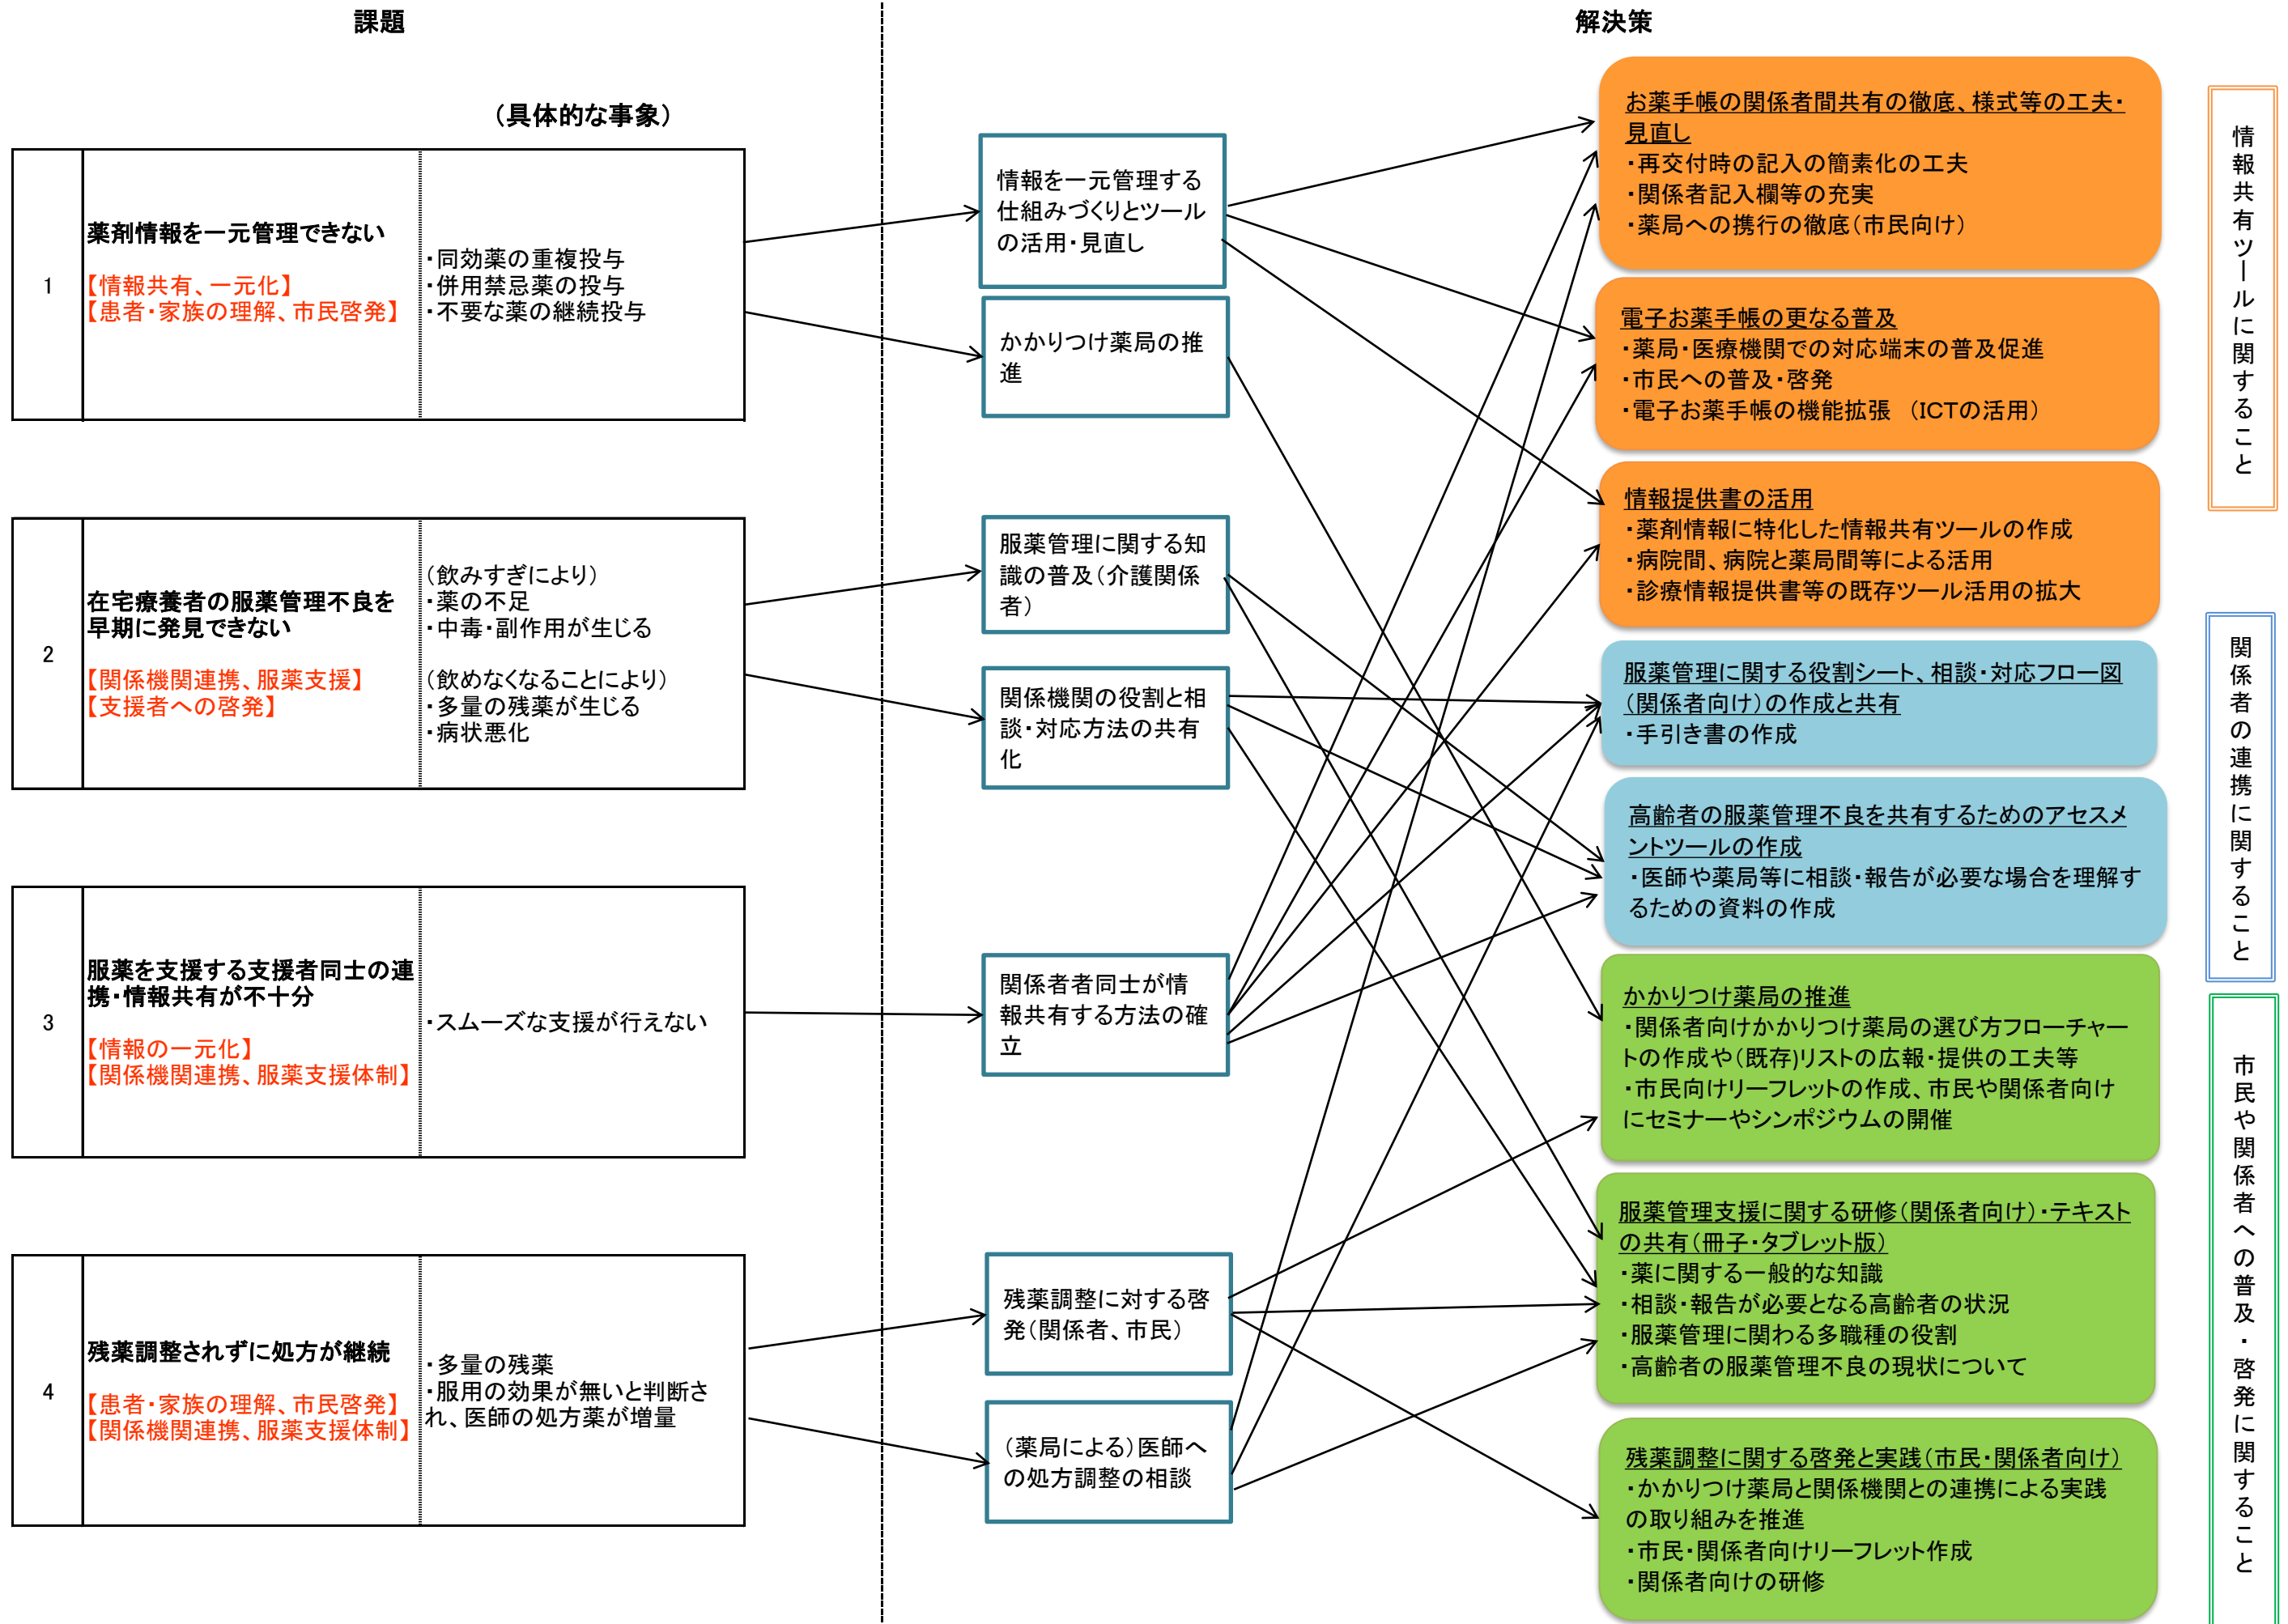 課題
解決策
（具体的な事象）
1
薬剤情報を一元管理できない
【情報共有、一元化】
【患者・家族の理解、市民啓発】
・同効薬の重複投与
・併用禁忌薬の投与
・不要な薬の継続投与
2
在宅療養者の服薬管理不良を
早期に発見できない
【関係機関連携、服薬支援】
【支援者への啓発】
（飲みすぎにより）
・薬の不足
・中毒・副作用が生じる
（飲めなくなることにより）
・多量の残薬が生じる
・病状悪化
3
服薬を支援する支援者同士の連
携・情報共有が不十分
【情報の一元化】
【関係機関連携、服薬支援体制】
・スムーズな支援が行えない
4
残薬調整されずに処方が継続
【患者・家族の理解、市民啓発】
【関係機関連携、服薬支援体制】
・多量の残薬
・服用の効果が無いと判断さ
れ、医師の処方薬が増量
情報を一元管理する
仕組みづくりとツール
の活用・見直し
かかりつけ薬局の推
進
服薬管理に関する知
識の普及（介護関係
者）
関係機関の役割と相
談・対応方法の共有
化
関係者者同士が情
報共有する方法の確
立
残薬調整に対する啓
発（関係者、市民）
（薬局による）医師へ
の処方調整の相談
お薬手帳の関係者間共有の徹底、様式等の工夫・
見直し
・再交付時の記入の簡素化の工夫
・関係者記入欄等の充実
・薬局への携行の徹底（市民向け）
電子お薬手帳の更なる普及
・薬局・医療機関での対応端末の普及促進
・市民への普及・啓発
・電子お薬手帳の機能拡張　（ICTの活用）
情報提供書の活用
・薬剤情報に特化した情報共有ツールの作成
・病院間、病院と薬局間等による活用
・診療情報提供書等の既存ツール活用の拡大
服薬管理に関する役割シート、相談・対応フロー図
（関係者向け）の作成と共有
・手引き書の作成
高齢者の服薬管理不良を共有するためのアセスメ
ントツールの作成
・医師や薬局等に相談・報告が必要な場合を理解す
るための資料の作成
かかりつけ薬局の推進
・関係者向けかかりつけ薬局の選び方フローチャー
トの作成や（既存)リストの広報・提供の工夫等
・市民向けリーフレットの作成、市民や関係者向け
にセミナーやシンポジウムの開催
服薬管理支援に関する研修（関係者向け）・テキスト
の共有（冊子・タブレット版）
・薬に関する一般的な知識
・相談・報告が必要となる高齢者の状況
・服薬管理に関わる多職種の役割
・高齢者の服薬管理不良の現状について
残薬調整に関する啓発と実践（市民・関係者向け）
・かかりつけ薬局と関係機関との連携による実践
の取り組みを推進
・市民・関係者向けリーフレット作成
・関係者向けの研修
情報共有ツールに関すること
関係者の連携に関すること
市民や関係者への普及・啓発に関すること